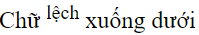 Chữ lệch xuống dưới